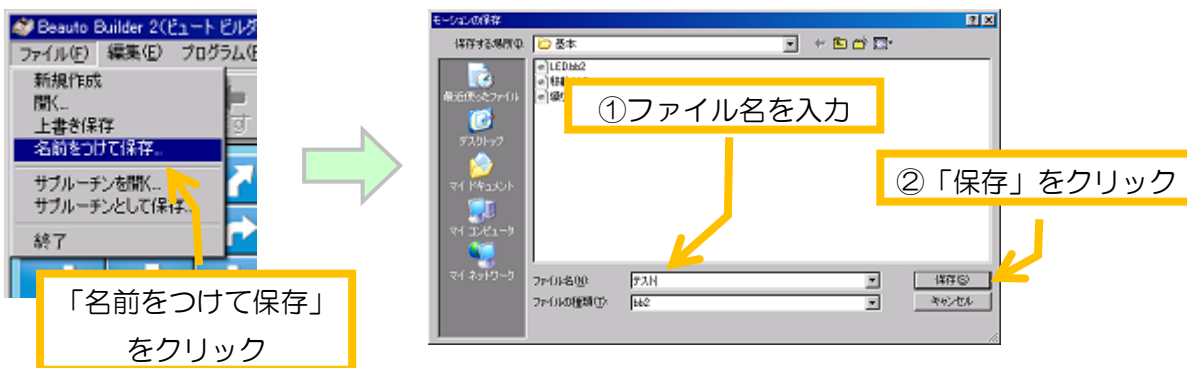 Beauto Builder 2(ビュート ビルダ
ファイル(F) 編集(E) プログラム(
新規作成
開く...
上書き保存
名前をつけて保存...
サブルーチンを開く...
サブルーチンとして保存...
終了
す
「名前をつけて保存」
をクリック
モーションの保存
保存する場所(I):
基本
LED.bb2
最近使ったファイル
デスクトップ
マイ ドキュメント
マイ コンピュータ
マイ ネットワーク
①ファイル名を入力
②「保存」をクリック
ファイル名(N):
テスト
保存(S)
ファイルの種類(T):
bb2
キャンセル